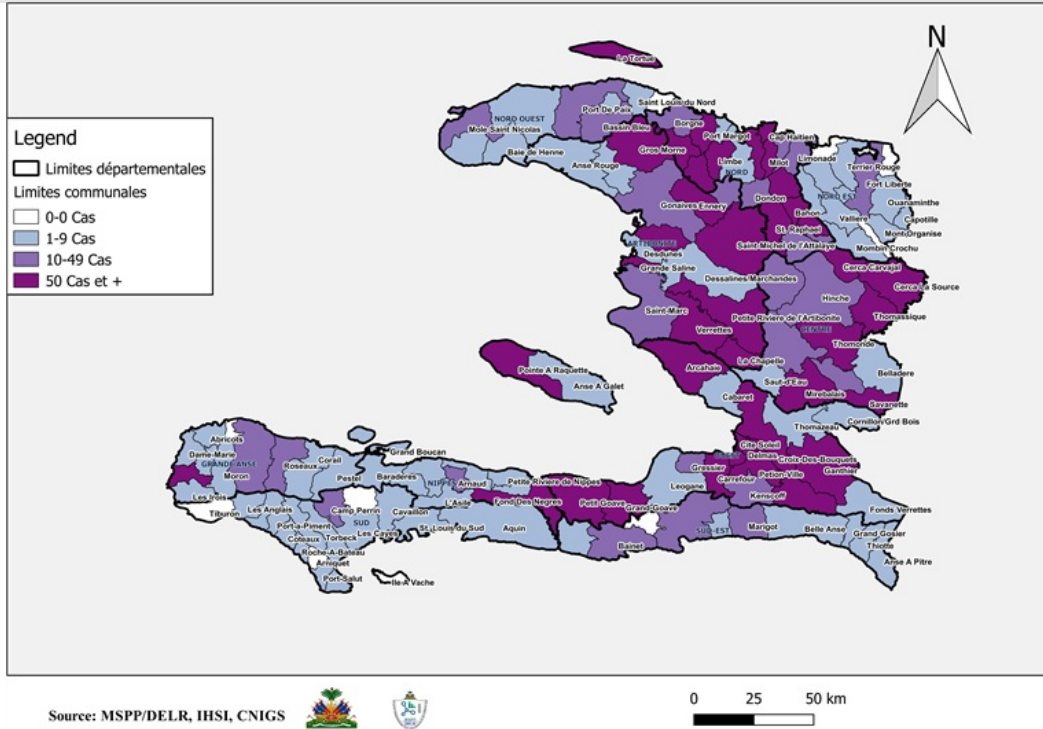 N
Legend
Limites départementales
Limites communales
0-0 Cas
1-9 Cas
10-49 Cas
50 Cas et +
La Tortue
Saint Louis du Nord
Port De Paix
NORD OUEST
Mole Saint Nicolas
Bassin Bleu
Borgne
Port Margot
Cap Haïtien
Baie de Henne
Gros Morne
Limbe
NORD
Milot
Limonade
Terrier Rouge
Anse Rouge
Fort Liberte
Dondon
NORD EST
Ouanaminthe
Gonaives
Ennery
Bahon
Valliere
Capotille
St. Raphael
Mont Organise
ARTIBONITE
Saint-Michel de l'Attalaye
Mombin Crochu
Desdunes
Grande Saline
Dessalines/Marchandes
Cerca Carvajal
Cerca La Source
Hinche
Saint-Marc
Petite Rivière de l'Artibonite
Thomassique
Verrettes
CENTRE
Thomonde
La Chapelle
Pointe A Raquette
Arcahaie
Saut-d'Eau
Belladere
Anse A Galet
Cabaret
Mirebalais
Savanette
Thomazeau
Cornillon/Grd Bois
Abricots
Cite Soleil
Dame-Marie
Grand Boucan
Delmas
Croix-Des-Bouquets
GRANDE ANSE
Corail
Roseaux
Gressier
Petion-Ville
Ganthier
Moron
Pestel
Baraderes
NIPPES
Arnaud
Petite Rivière de Nippes
Leogane
Carrefour
Kenscoff
Les Irois
L'Asile
Fond Des Negres
Petit Goave
Grand-Goave
Fonds Verrettes
Tiburon
Les Anglais
Camp Perrin
Cavaillon
Port-a-Piment
SUD
St. Louis du Sud
Aquin
SUD-EST
Marigot
Belle Anse
Grand Gosier
Coteaux
Torbeck
Les Cayes
Bainet
Thiotte
Roche-A-Bateau
Arniquet
Anse A Pitre
Port-Salut
Ile-A Vache
Source: MSPP/DELR, IHSI, CNIGS
0 25 50 km